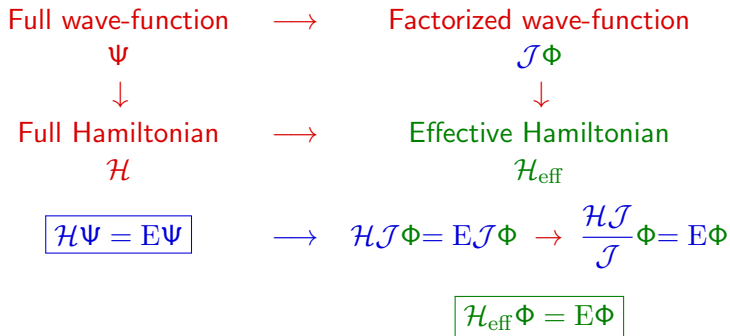 Full wave-function ⟶ Factorized wave-function
Ψ 𝒥Φ
↓ ↓
Full Hamiltonian ⟶ Effective Hamiltonian
ℋ ℋ_eff
ℋΨ = EΨ ⟶ ℋ𝒥Φ= E𝒥Φ → ℋ𝒥/𝒥 Φ= EΦ
ℋ_effΦ = EΦ